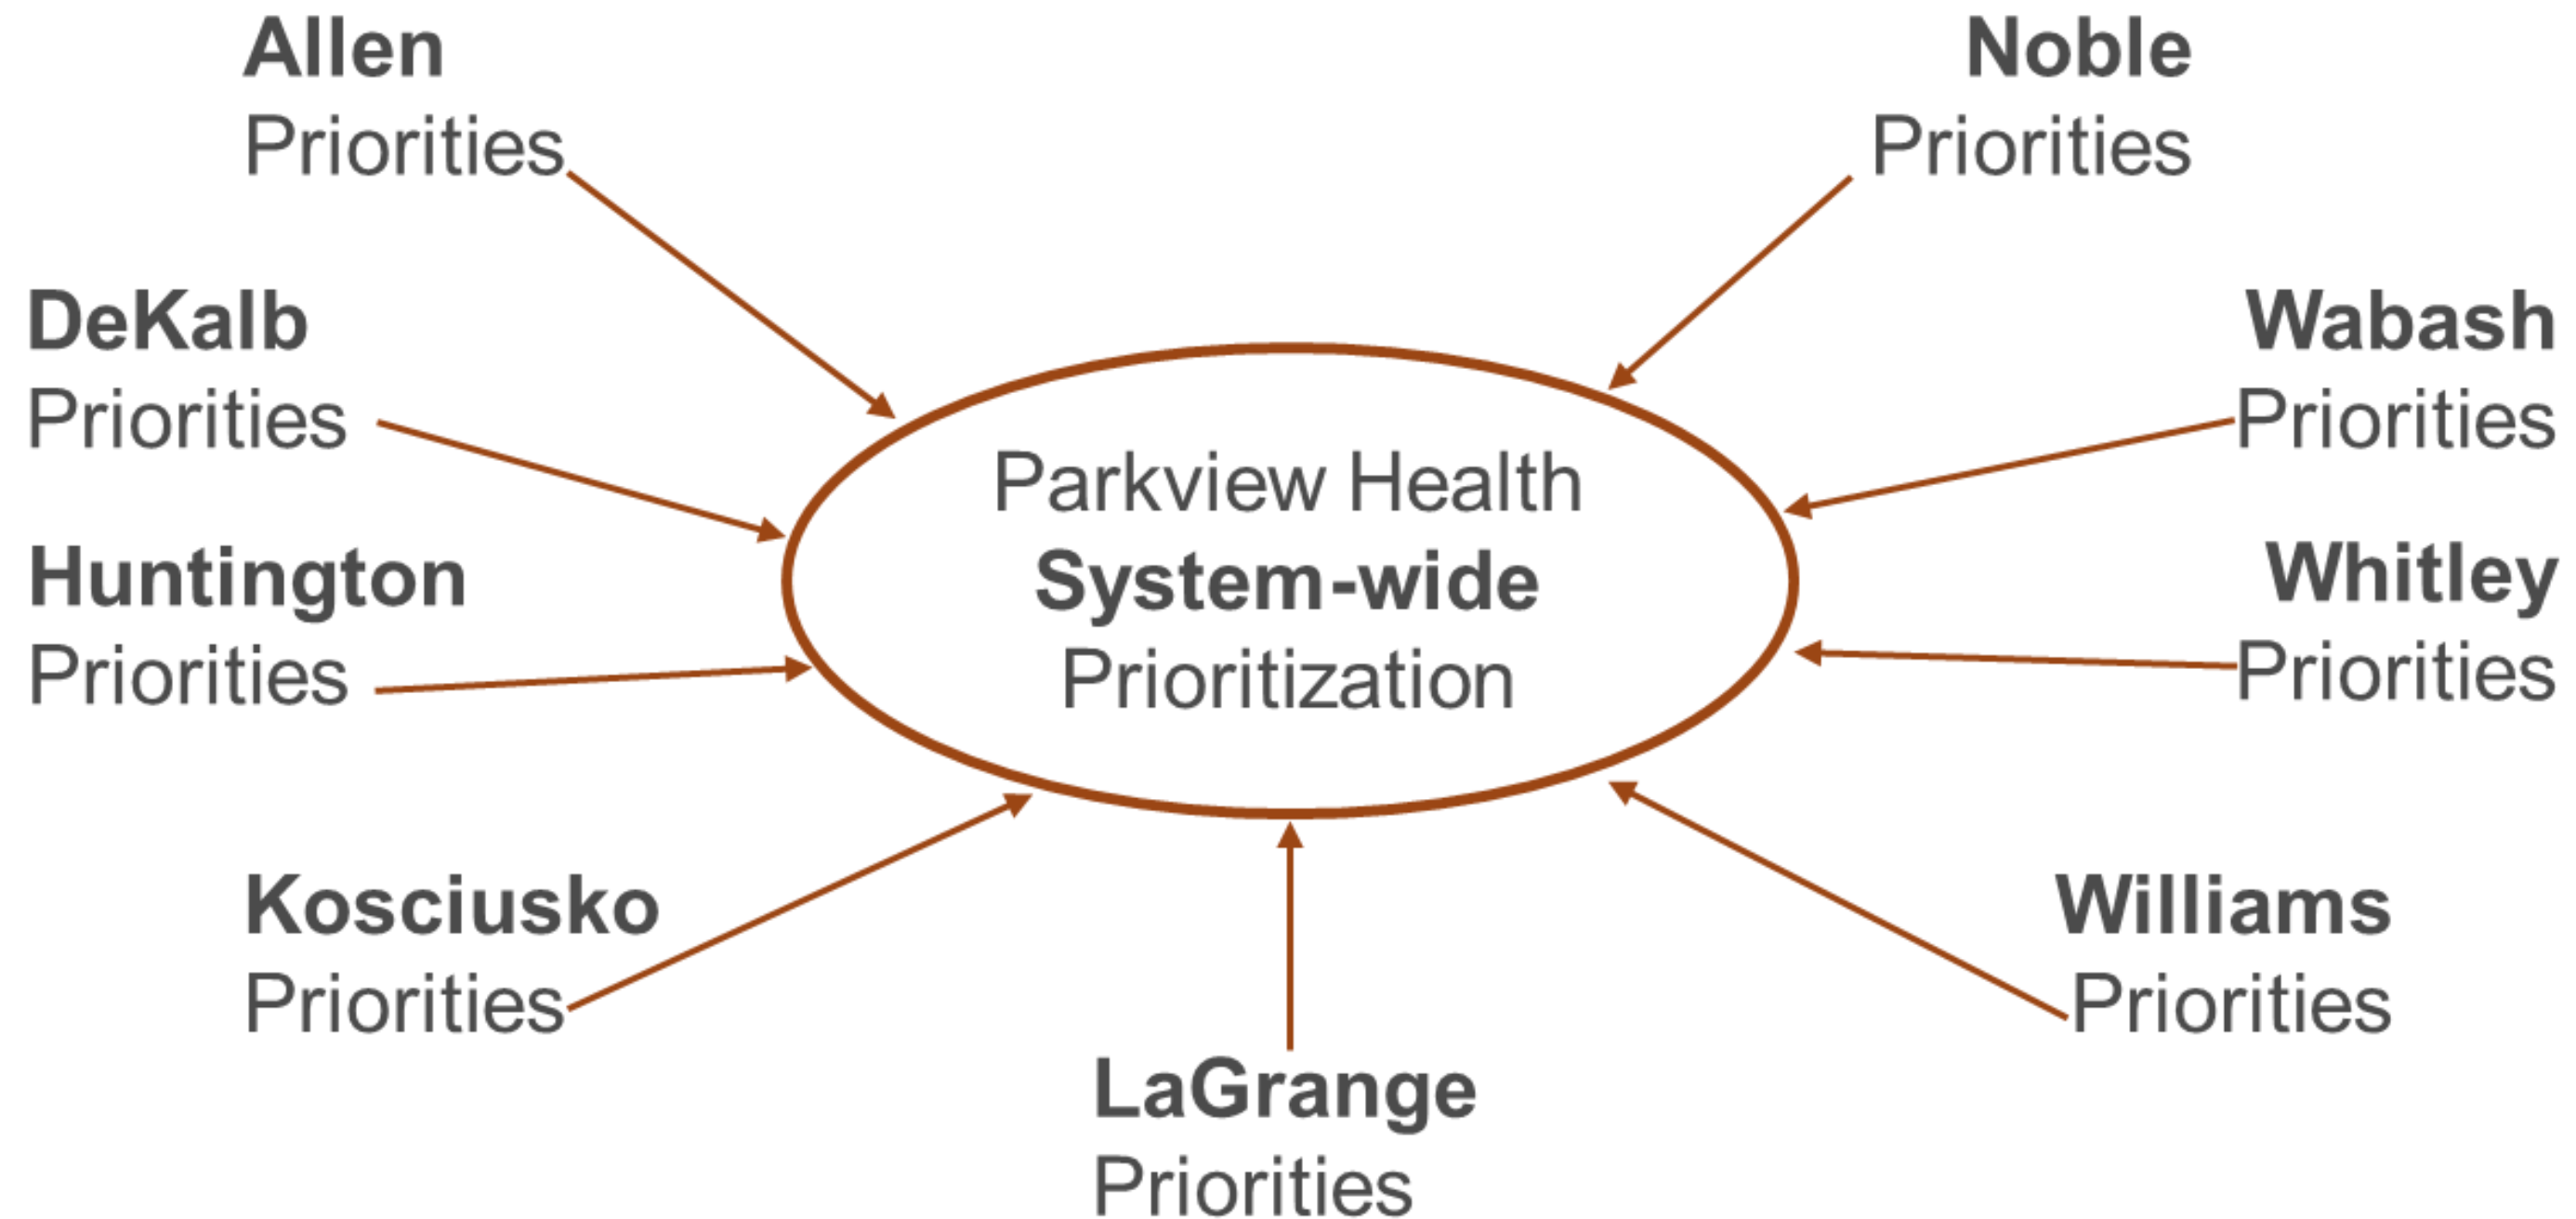 Allen
Priorities
Noble
Priorities
DeKalb
Priorities
Wabash
Priorities
Parkview Health
System-wide
Prioritization
Huntington
Priorities
Whitley
Priorities
Kosciusko
Priorities
Williams
Priorities
LaGrange
Priorities